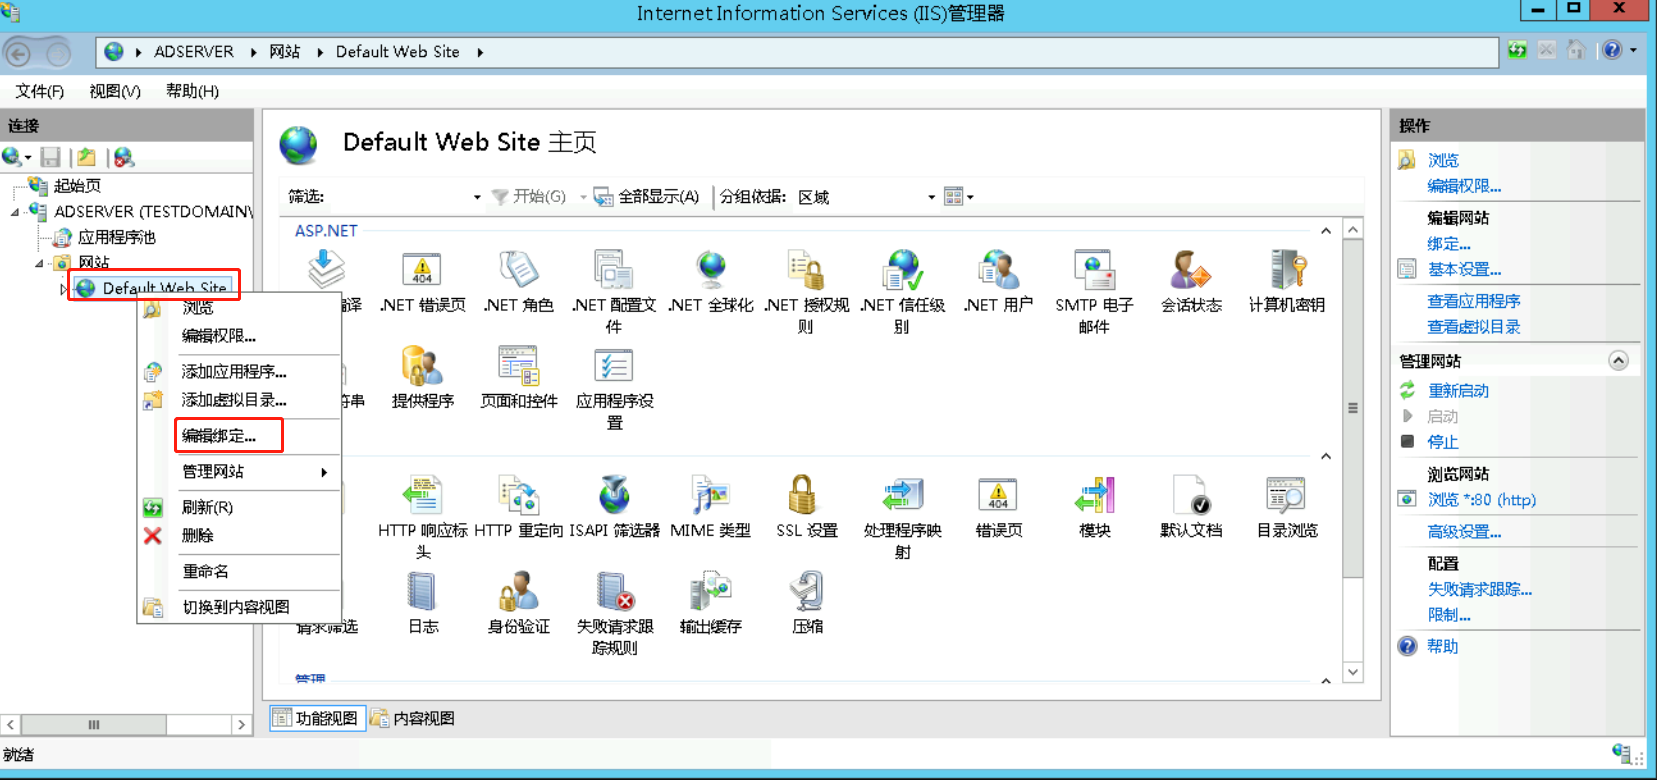 Internet Information Services (IIS)管理器
ADSERVER
网站
Default Web Site
文件(F)
视图(V)
帮助(H)
连接
起始页
ADSERVER (TESTDOMAIN\
应用程序池
网站
Default Web Site
浏览
编辑权限...
添加应用程序...
添加虚拟目录...
编辑绑定...
管理网站
刷新(R)
删除
重命名
切换到内容视图
Default Web Site 主页
筛选:
开始(G)
全部显示(A)
分组依据:
区域
ASP.NET
.NET 错误页
.NET 角色
.NET 配置文
件
.NET 全球化
.NET 授权规
则
.NET 信任级
别
.NET 用户
SMTP 电子
邮件
会话状态
计算机密钥
提供程序
页面和控件
应用程序设
置
HTTP 响应标
头
HTTP 重定向
ISAPI 筛选器
MIME 类型
SSL 设置
处理程序映
射
错误页
模块
默认文档
目录浏览
请求筛选
日志
身份验证
失败请求跟
踪规则
输出缓存
压缩
管理
功能视图
内容视图
操作
浏览
编辑权限...
编辑网站
绑定...
基本设置...
查看应用程序
查看虚拟目录
管理网站
重新启动
启动
停止
浏览网站
浏览 *:80 (http)
高级设置...
配置
失败请求跟踪...
限制...
帮助
就绪